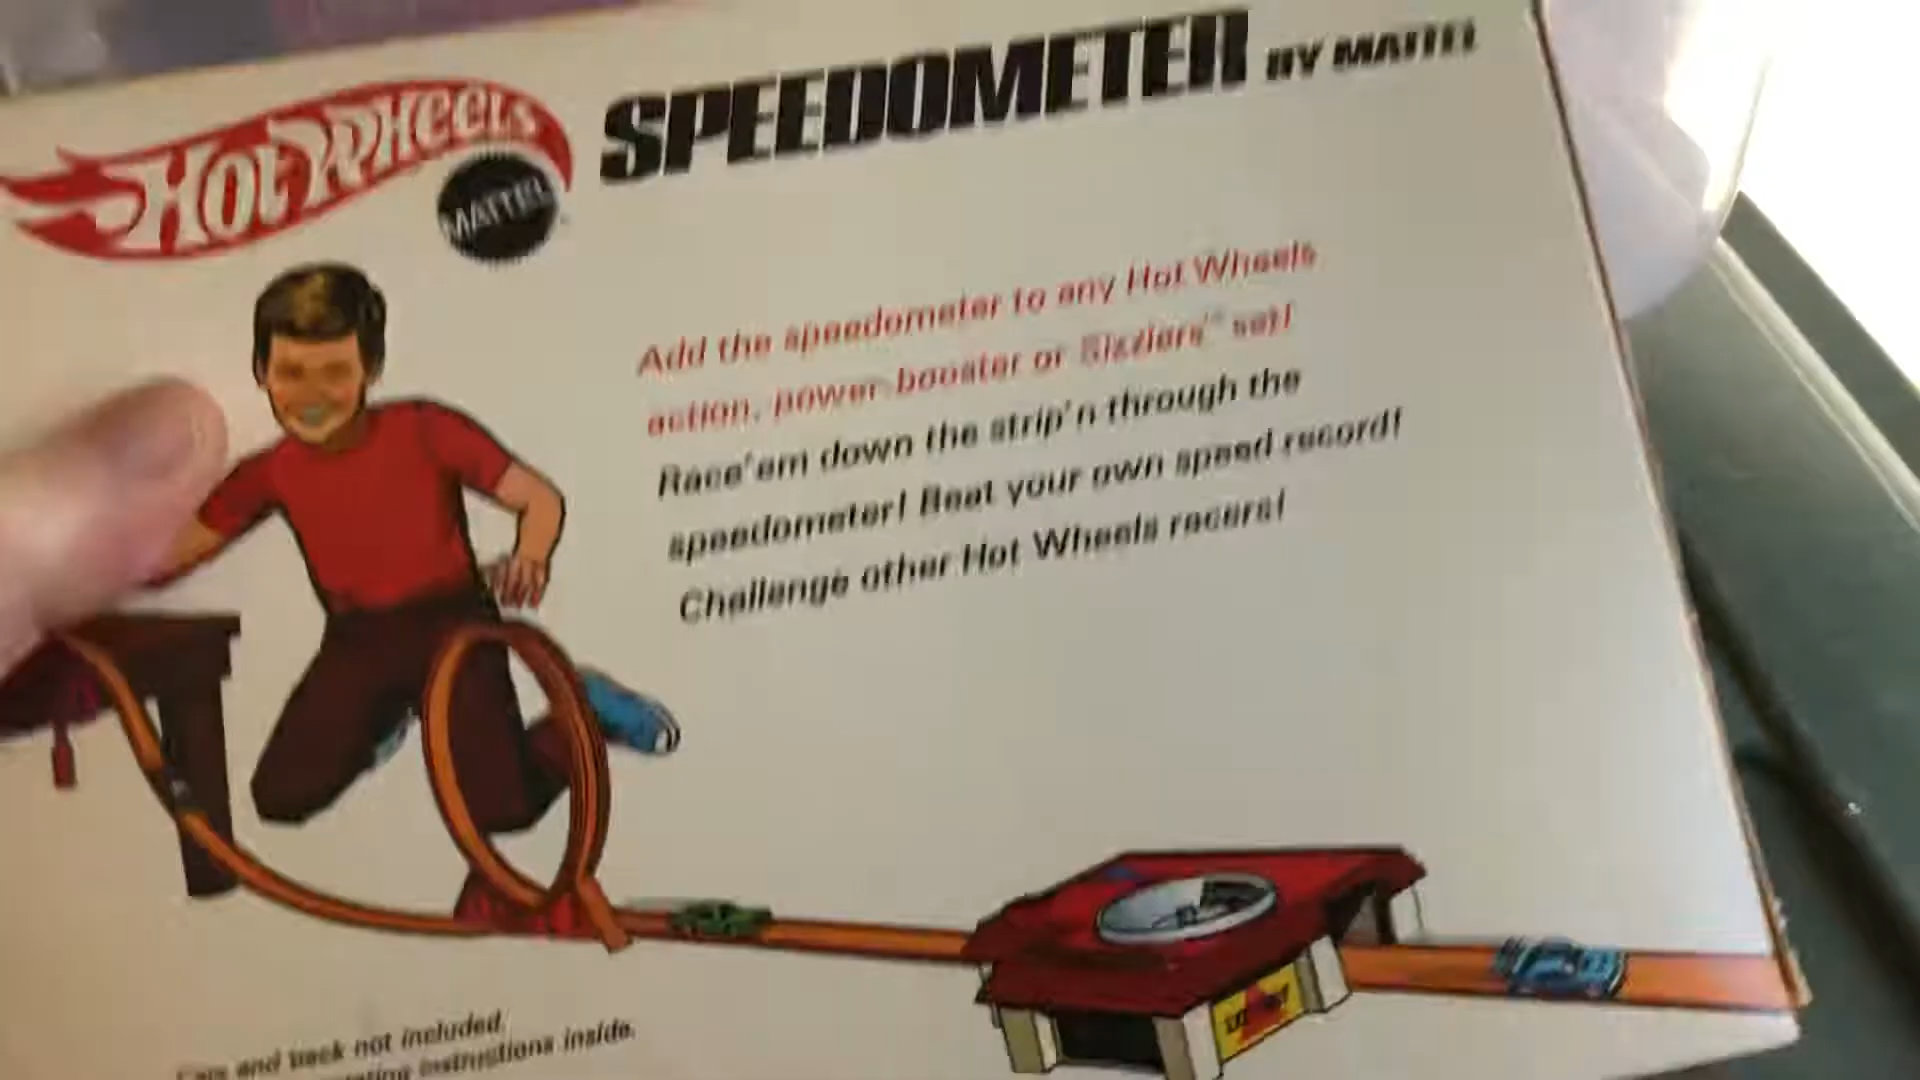 HOT WHEELS
MATTEL
SPEEDOMETER BY MATTEL
Add the speedometer to any Hot Wheels
action, power-booster or Sizzlers™ set!
Race'em down the strip'n through the
speedometer! Beat your own speed record!
Challenge other Hot Wheels racers!
Cars and track not included.
instructions inside.